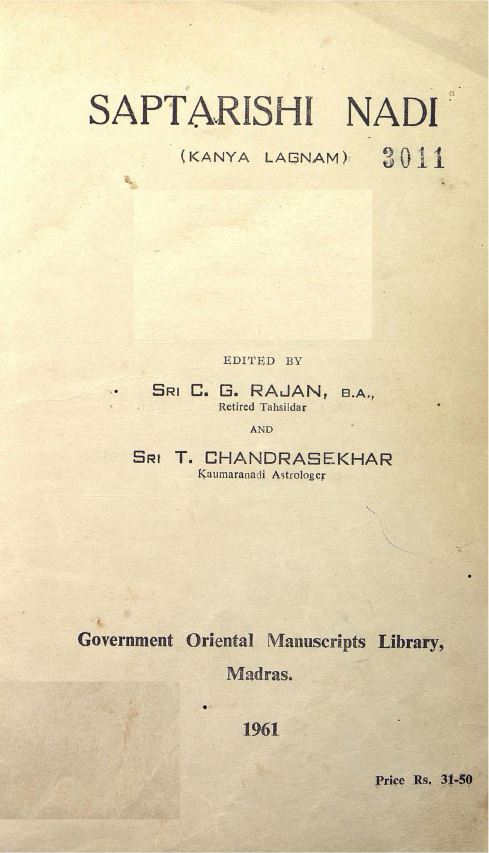 SAPTARISHI NADI
(KANYA LAGNAM) 3011
EDITED BY
SRI C. G. RAJAN, B.A.,
Retired Tahsildar
AND
SRI T. CHANDRASEKHAR
Kaumaranadi Astrologer
Government Oriental Manuscripts Library,
Madras.
1961
Price Rs. 31-50